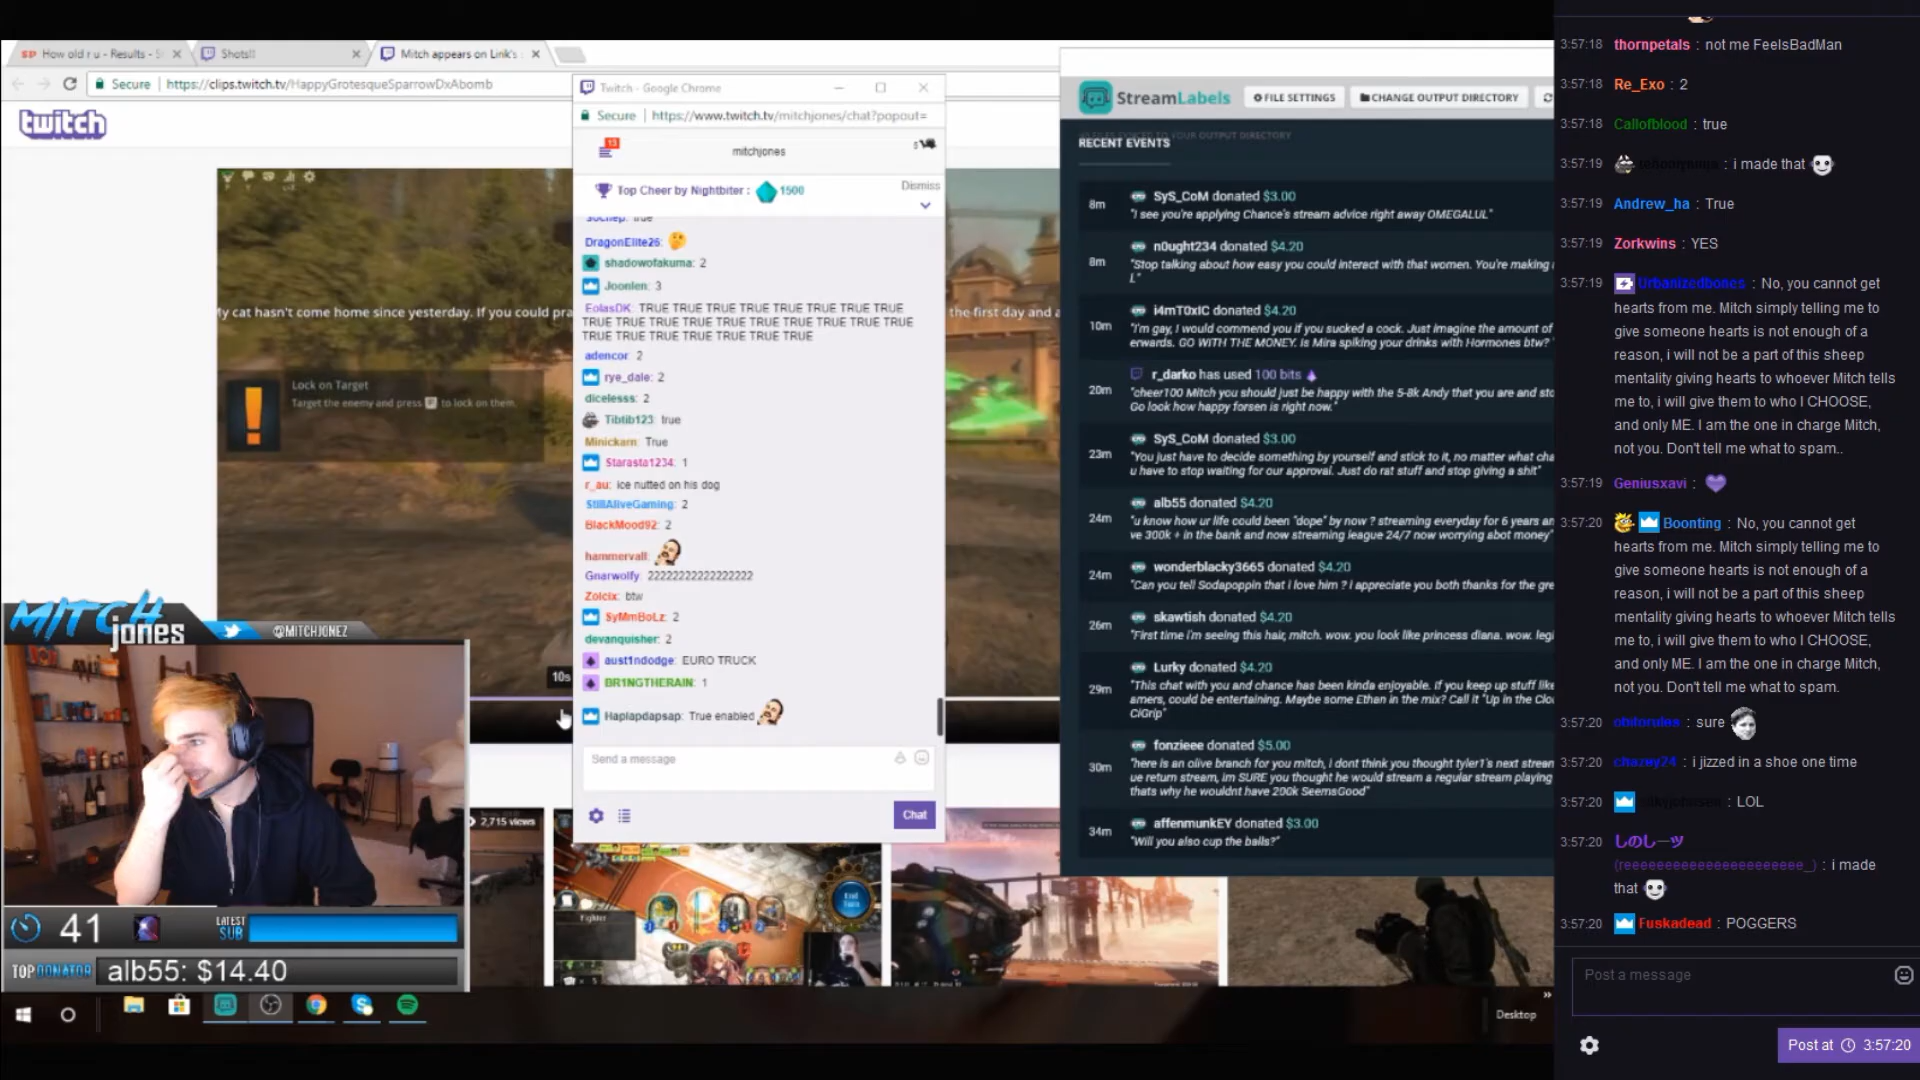 How old r u - Results - S
Shots!!
Mitch appears on Link's
Secure
https://clips.twitch.tv/HappyGrotesqueSparrowDxAbomb
twitch
My cat hasn't come home since yesterday. If you could pra
the first day and a
Lock on Target
Target the enemy and press F to lock on them.
10s
2,715 views
Twitch - Google Chrome
Secure
https://www.twitch.tv/mitchjones/chat?popout=
13
mitchjones
Top Cheer by Nightbiter : 1500
Dismiss
DragonElite26:
shadowofakuma: 2
Joonlen: 3
EolasDK: TRUE TRUE TRUE TRUE TRUE TRUE TRUE TRUE
TRUE TRUE TRUE TRUE TRUE TRUE TRUE TRUE TRUE TRUE
TRUE TRUE TRUE TRUE TRUE TRUE TRUE
adencor 2
rye_dale: 2
dicelesss: 2
Tibtib123: true
Minickarn: True
Starasta1234: 1
r_au: ice nutted on his dog
StillAliveGaming: 2
BlackMood92: 2
hammervall:
Gnarwolfy: 22222222222222222
Zolcix: btw
SyMmBoLz: 2
devanquisher: 2
aust1ndodge: EURO TRUCK
BR1NGTHERAIN: 1
Haplapdapsap: True enabled
Send a message
Chat
StreamLabels
FILE SETTINGS
CHANGE OUTPUT DIRECTORY
RECENT EVENTS
8m
SyS_CoM donated $3.00
"I see you're applying Chance's stream advice right away OMEGALUL"
8m
n0ught234 donated $4.20
"Stop talking about how easy you could interact with that women. You're making
10m
i4mT0xIC donated $4.20
"I'm gay, I would commend you if you sucked a cock. Just imagine the amount of
erwards. GO WITH THE MONEY. Is Mira spiking your drinks with Hormones btw?
20m
r_darko has used 100 bits
"cheer100 Mitch you should just be happy with the 5-8k Andy that you are and sto
Go look how happy forsen is right now."
23m
SyS_CoM donated $3.00
"You just have to decide something by yourself and stick to it, no matter what cha
u have to stop waiting for our approval. Just do rat stuff and stop giving a shit"
24m
alb55 donated $4.20
"u know how ur life could been "dope" by now ? streaming everyday for 6 years an
ve 300k + in the bank and now streaming league 24/7 now worrying abot money"
24m
wonderblacky3665 donated $4.20
"Can you tell Sodapoppin that i love him ? i appreciate you both thanks for the gre
26m
skawtish donated $4.20
"First time i'm seeing this hair, mitch. wow. you look like princess diana. wow. legi
29m
Lurky donated $4.20
"This chat with you and chance has been kinda enjoyable. If you keep up stuff like
amers, could be entertaining. Maybe some Ethan in the mix? Call it "Up in the Clo
CiGrip"
30m
fonzieee donated $5.00
"here is an olive branch for you mitch, i dont think you thought tyler1's next stream
ue return stream, im SURE you thought he would stream a regular stream playing
thats why he wouldnt have 200k SeemsGood"
34m
affenmunkEY donated $3.00
"Will you also cup the balls?"
MITCH
jones
@MITCHJONEZ
41
LATEST
SUB
TOP DONATOR
alb55: $14.40
Fighter
End
Turn
Desktop
3:57:18 thornpetals : not me FeelsBadMan
3:57:18 Re_Exo : 2
3:57:18 Callofblood : true
3:57:19 : i made that
3:57:19 Andrew_ha : True
3:57:19 Zorkwins : YES
3:57:19 Urbanizedbones : No, you cannot get
hearts from me. Mitch simply telling me to
give someone hearts is not enough of a
reason, i will not be a part of this sheep
mentality giving hearts to whoever Mitch tells
me to, i will give them to who I CHOOSE,
and only ME. I am the one in charge Mitch,
not you. Don't tell me what to spam..
3:57:19 Geniusxavi :
3:57:20 Boonting : No, you cannot get
hearts from me. Mitch simply telling me to
give someone hearts is not enough of a
reason, i will not be a part of this sheep
mentality giving hearts to whoever Mitch tells
me to, i will give them to who I CHOOSE,
and only ME. I am the one in charge Mitch,
not you. Don't tell me what to spam.
3:57:20 obitorules : sure
3:57:20 chazey24 : i jizzed in a shoe one time
3:57:20 : LOL
3:57:20 しのしーツ
(reeeeeeeeeeeeeeeeeeeeee_) : i made
that
3:57:20 Fuskadead : POGGERS
Post a message
Post at 3:57:20